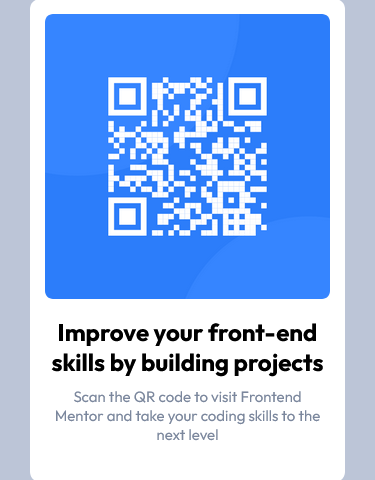 Improve your front-end
skills by building projects
Scan the QR code to visit Frontend
Mentor and take your coding skills to the
next level